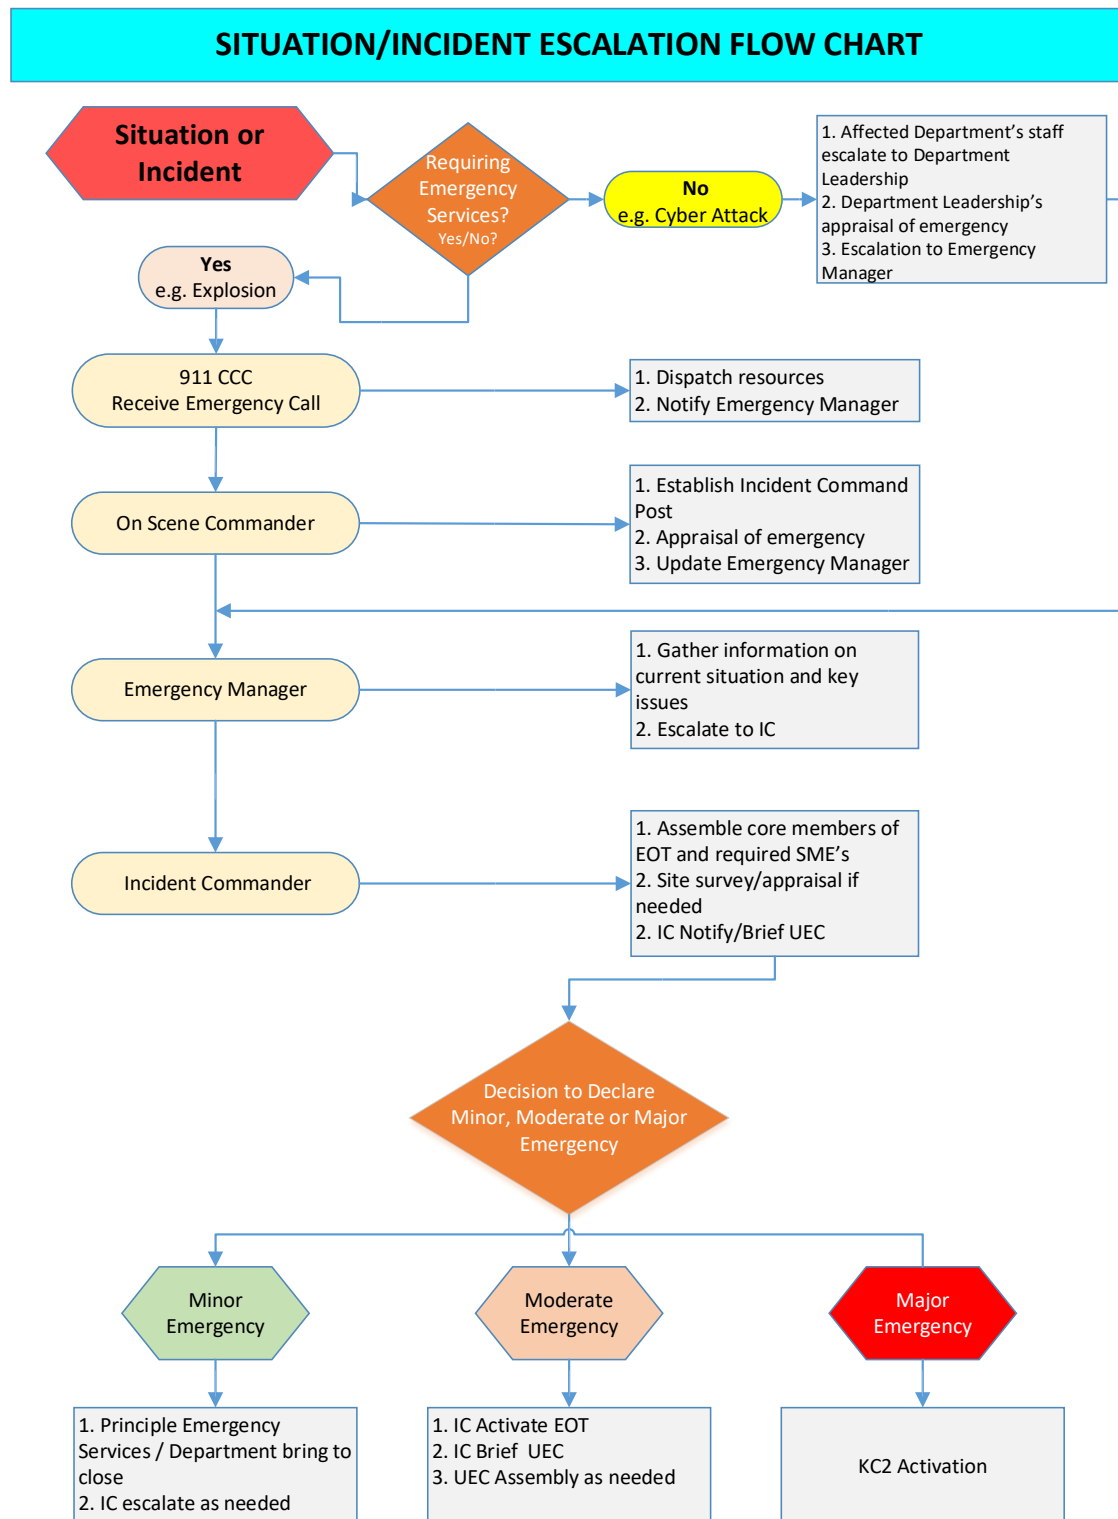 SITUATION/INCIDENT ESCALATION FLOW CHART
Situation or
Incident
Requiring
Emergency
Services?
Yes/No?
No
e.g. Cyber Attack
1. Affected Department's staff
escalate to Department
Leadership
2. Department Leadership's
appraisal of emergency
3. Escalation to Emergency
Manager
Yes
e.g. Explosion
911 CCC
Receive Emergency Call
1. Dispatch resources
2. Notify Emergency Manager
On Scene Commander
1. Establish Incident Command
Post
2. Appraisal of emergency
3. Update Emergency Manager
Emergency Manager
1. Gather information on
current situation and key
issues
2. Escalate to IC
Incident Commander
1. Assemble core members of
EOT and required SME's
2. Site survey/appraisal if
needed
2. IC Notify/Brief UEC
Decision to Declare
Minor, Moderate or Major
Emergency
Minor
Emergency
Moderate
Emergency
Major
Emergency
1. Principle Emergency
Services / Department bring to
close
2. IC escalate as needed
1. IC Activate EOT
2. IC Brief  UEC
3. UEC Assembly as needed
KC2 Activation